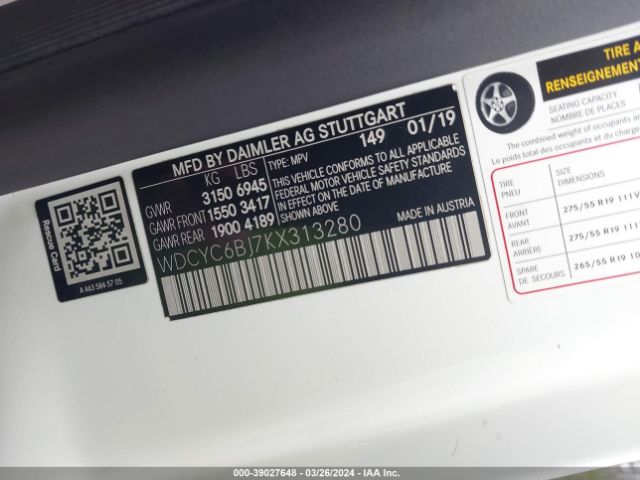 Rescue Card
A 463 584 57 05
MFD BY DAIMLER AG STUTTGART
KG LBS
GVWR 3150 6945
GAWR FRONT 1550 3417
GAWR REAR 1900 4189
TYPE: MPV 149 01/19
THIS VEHICLE CONFORMS TO ALL APPLICABLE
FEDERAL MOTOR VEHICLE SAFETY STANDARDS
IN EFFECT ON THE DATE OF
MANUFACTURE SHOWN ABOVE.
WDCYC6BJ7KX313280
MADE IN AUSTRIA
TIRE A
RENSEIGNEMENT
SEATING CAPACITY
NOMBRE DE PLACES
The combined weight of occupants an
Le poids total des occupants et du charg
TIRE
PNEU
SIZE
DIMENSIONS
FRONT
AVANT
275/55 R19 111V
REAR
ARRIÈRE
275/55 R19 111
SPARE
DE SECOURS
265/55 R19 10
000-39027648 | 03/26/2024 | IAAI.COM